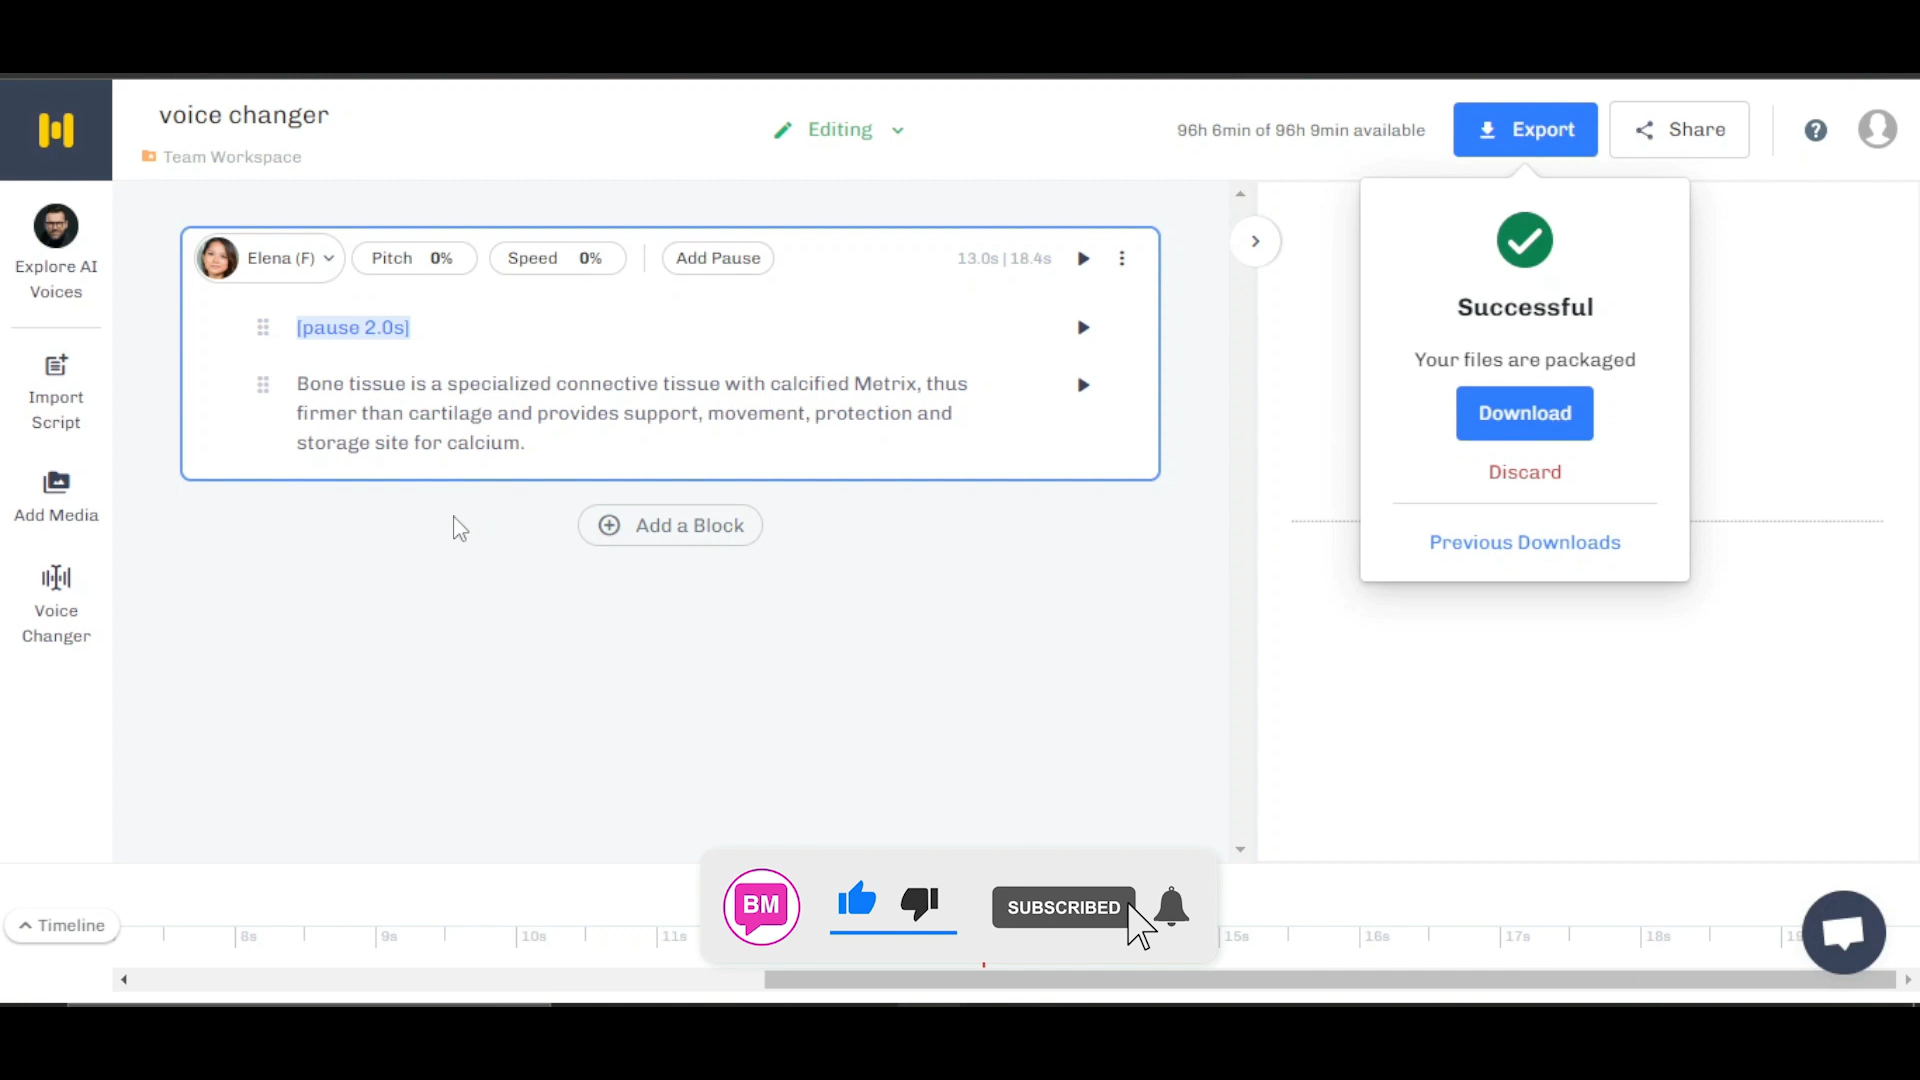 voice changer
Team Workspace
Editing
96h 6min of 96h 9min available
Export
Share
Explore AI
Voices
Import
Script
Add Media
Voice
Changer
Elena (F)
Pitch 0%
Speed 0%
Add Pause
13.0s | 18.4s
[pause 2.0s]
Bone tissue is a specialized connective tissue with calcified Metrix, thus
firmer than cartilage and provides support, movement, protection and
storage site for calcium.
Add a Block
Successful
Your files are packaged
Download
Discard
Previous Downloads
BM
SUBSCRIBED
Timeline
8s 9s 10s 11s 15s 16s 17s 18s